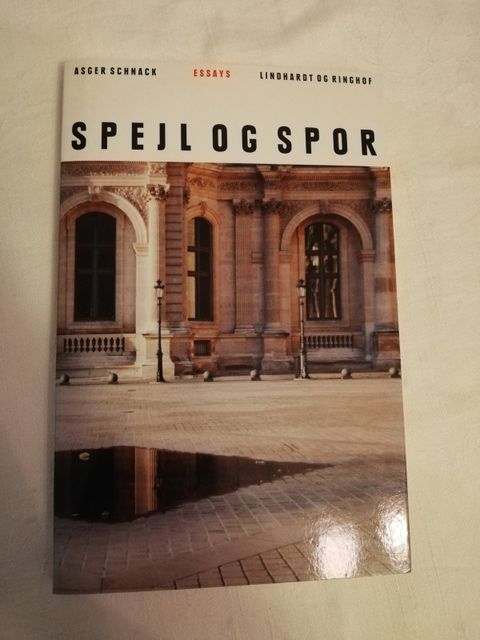 ASGER SCHNACK ESSAYS LINDHARDT OG RINGHOF
SPEJL OG SPOR